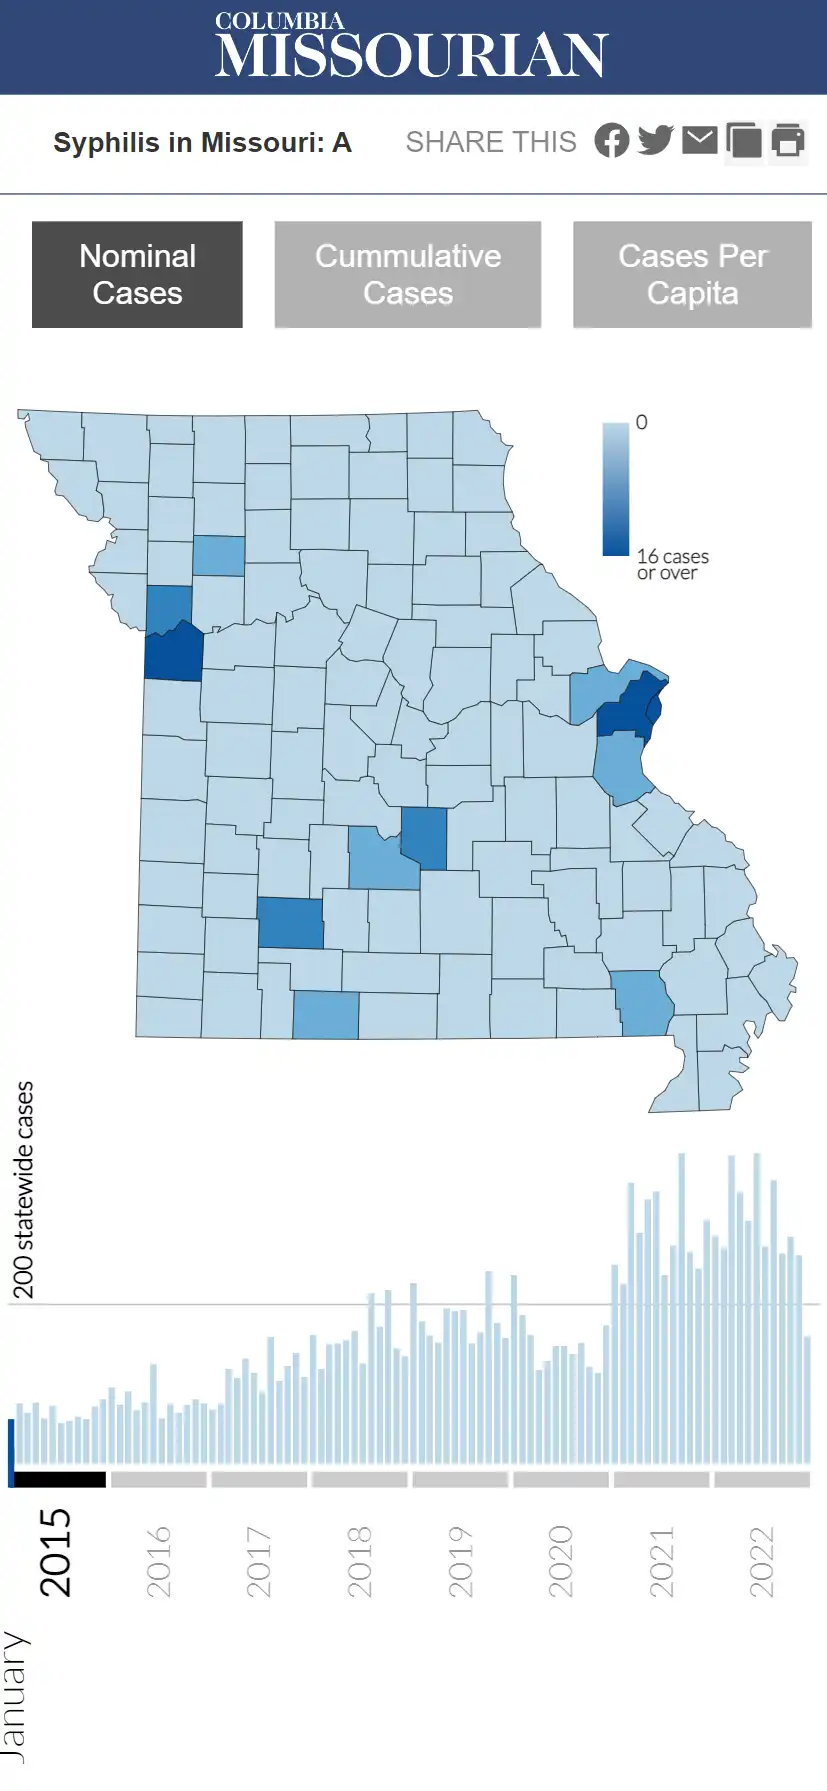 COLUMBIA
MISSOURIAN
Syphilis in Missouri: A
SHARE THIS
Nominal
Cases
Cummulative
Cases
Cases Per
Capita
0
16 cases
or over
200 statewide cases
2015
2016
2017
2018
2019
2020
2021
2022
January